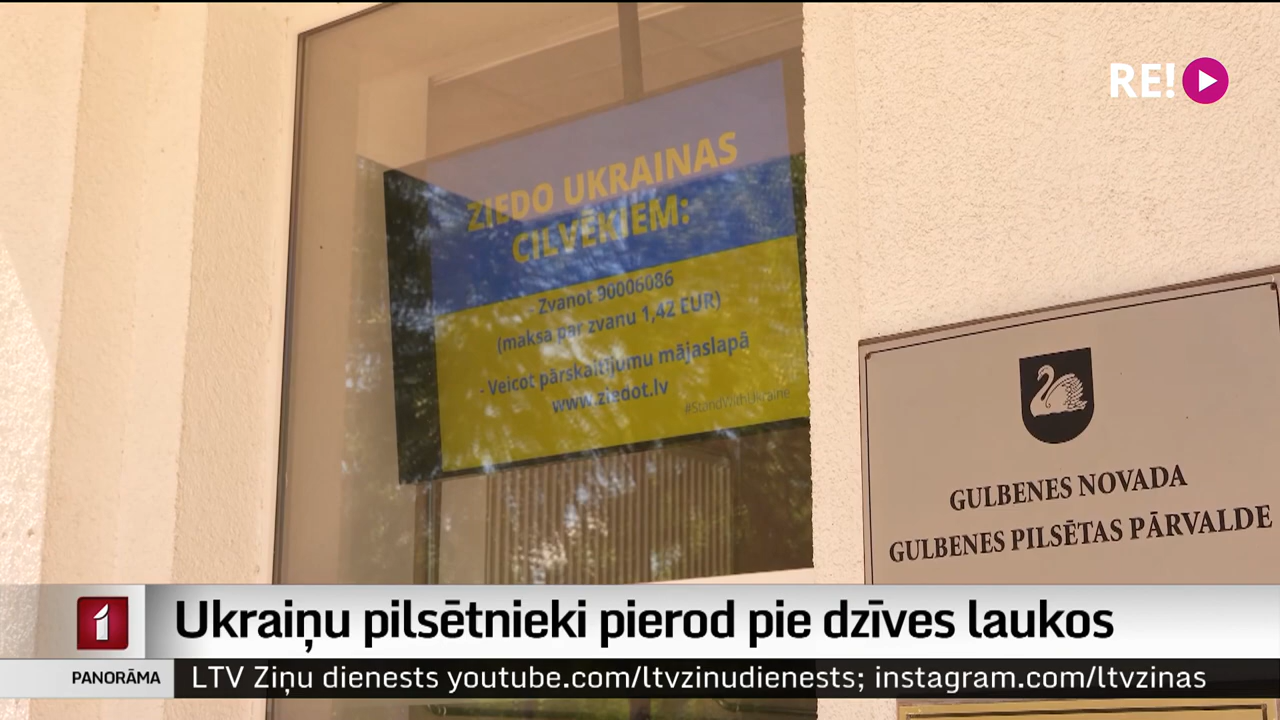 RE!
ZIEDO UKRAINAS
CILVĒKIEM:
- Zvanot 90006086
(maksa par zvanu 1,42 EUR)
- Veicot pārskaitījumu mājaslapā
www.ziedot.lv
#StandWithUkraine
GULBENES NOVADA
GULBENES PILSĒTAS PĀRVALDE
1
Ukraiņu pilsētnieki pierod pie dzīves laukos
PANORĀMA
LTV Ziņu dienests youtube.com/ltvzinudienests; instagram.com/ltvzinas